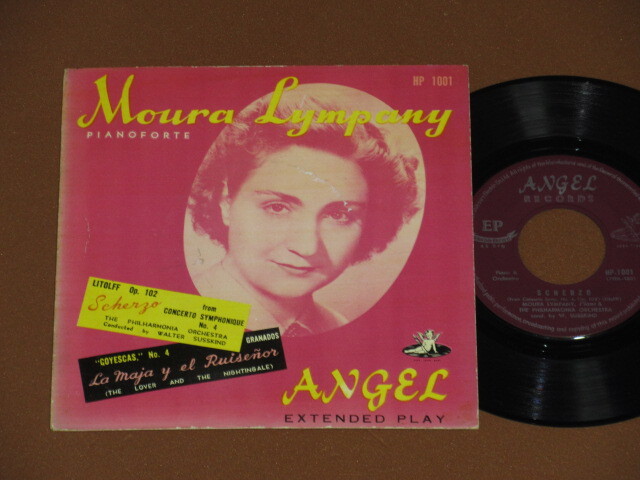 HP 1001
Moura Lympany
PIANOFORTE
LITOLFF Op. 102
Scherzo from
CONCERTO SYMPHONIQUE
No. 4
THE PHILHARMONIA ORCHESTRA
Conducted by WALTER SUSSKIND
GRANADOS
"GOYESCAS," No. 4
La Maja y el Ruiseñor
(THE LOVER AND THE NIGHTINGALE)
ANGEL
EXTENDED PLAY
ANGEL
RECORDS
EP
HP-1001
SCHERZO